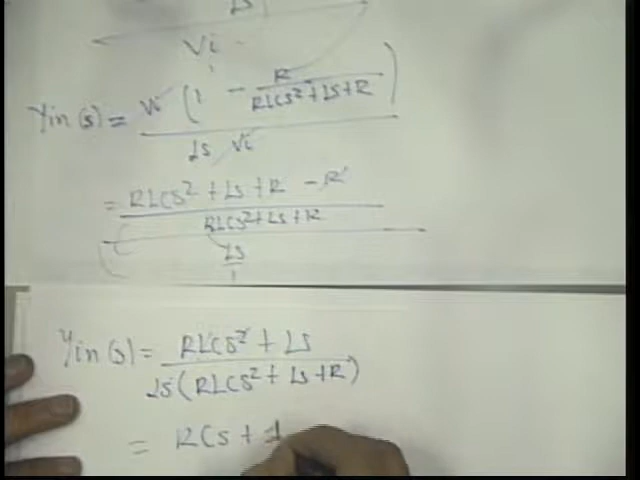 Vi
Yin(s) = Vi (1 - R / RLCS² + LS + R) / LS Vi
= RLCS² + LS + R - R / RLCS² + LS + R / LS / 1
Yin(s) = RLCS² + LS / LS(RLCS² + LS + R)
= RCS + 1